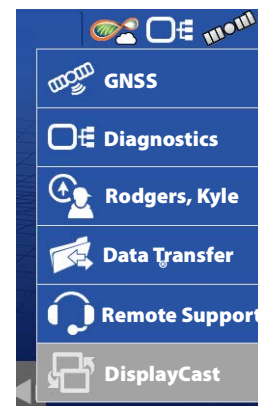 GNSS
Diagnostics
Rodgers, Kyle
Data Transfer
Remote Support
DisplayCast